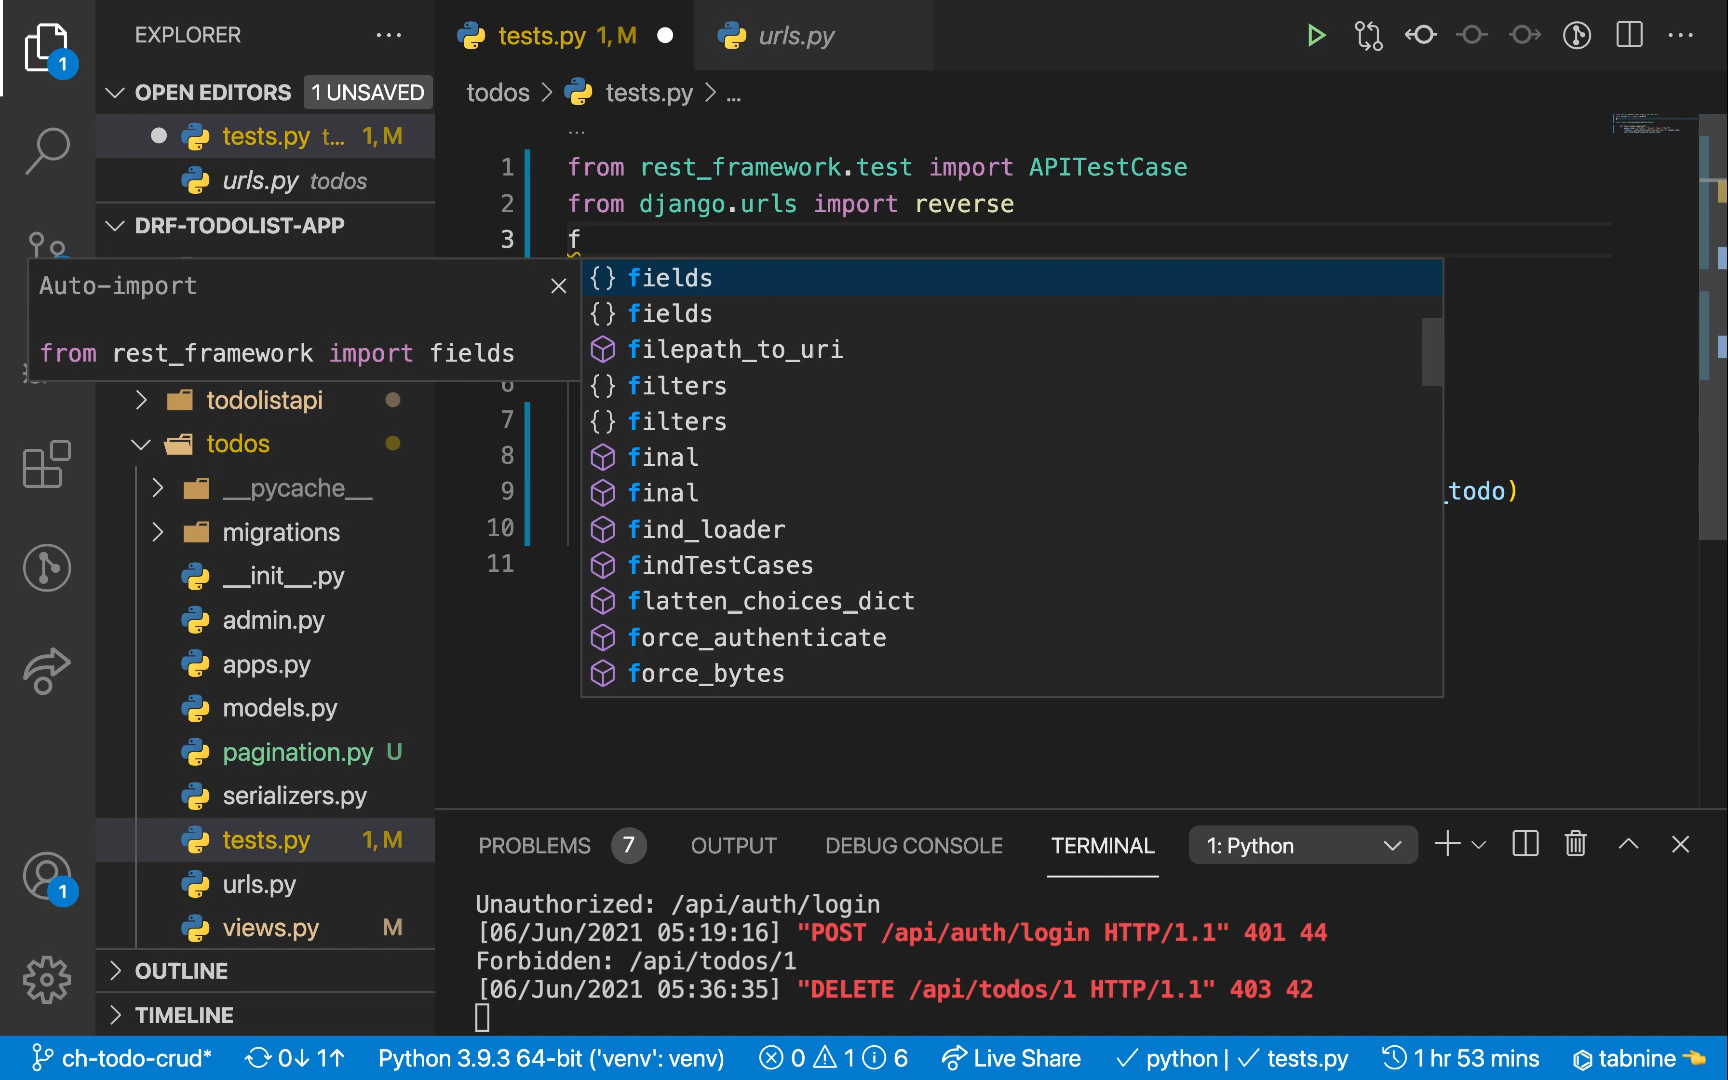 1
EXPLORER
OPEN EDITORS 1 UNSAVED
tests.py t... 1, M
urls.py todos
DRF-TODOLIST-APP
Auto-import
from rest_framework import fields
todolistapi
todos
__pycache__
migrations
__init__.py
admin.py
apps.py
models.py
pagination.py U
serializers.py
tests.py 1, M
urls.py
views.py M
OUTLINE
TIMELINE
1
tests.py 1, M
urls.py
todos > tests.py > ...
...
1 from rest_framework.test import APITestCase
2 from django.urls import reverse
3 f
fields
fields
filepath_to_uri
6 filters
7 filters
8 final
9 final _todo)
10 find_loader
11 findTestCases
flatten_choices_dict
force_authenticate
force_bytes
PROBLEMS 7 OUTPUT DEBUG CONSOLE TERMINAL 1: Python
Unauthorized: /api/auth/login
[06/Jun/2021 05:19:16] "POST /api/auth/login HTTP/1.1" 401 44
Forbidden: /api/todos/1
[06/Jun/2021 05:36:35] "DELETE /api/todos/1 HTTP/1.1" 403 42
ch-todo-crud* 0↓ 1↑ Python 3.9.3 64-bit ('venv': venv) 0 1 6 Live Share ✓ python | ✓ tests.py 1 hr 53 mins tabnine